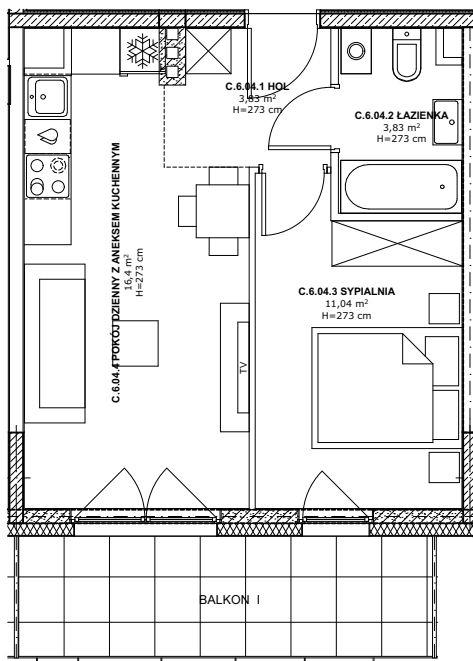 C.6.04.1 HOL
3,83 m²
H=273 cm
C.6.04.2 ŁAZIENKA
3,83 m²
H=273 cm
C.6.04.4 POKÓJ DZIENNY Z ANEKSEM KUCHENNYM
16,4 m²
H=273 cm
C.6.04.3 SYPIALNIA
11,04 m²
H=273 cm
TV
BALKON I